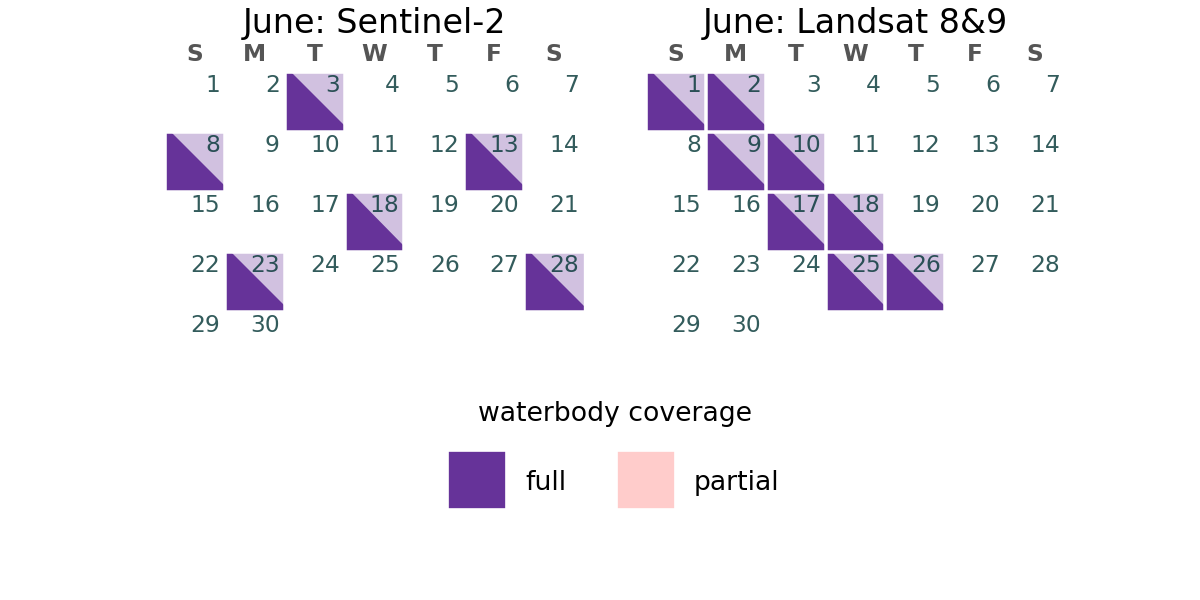 June: Sentinel-2
S M T W T F S
1 2 3 4 5 6 7
8 9 10 11 12 13 14
15 16 17 18 19 20 21
22 23 24 25 26 27 28
29 30
June: Landsat 8&9
S M T W T F S
1 2 3 4 5 6 7
8 9 10 11 12 13 14
15 16 17 18 19 20 21
22 23 24 25 26 27 28
29 30
waterbody coverage
full partial